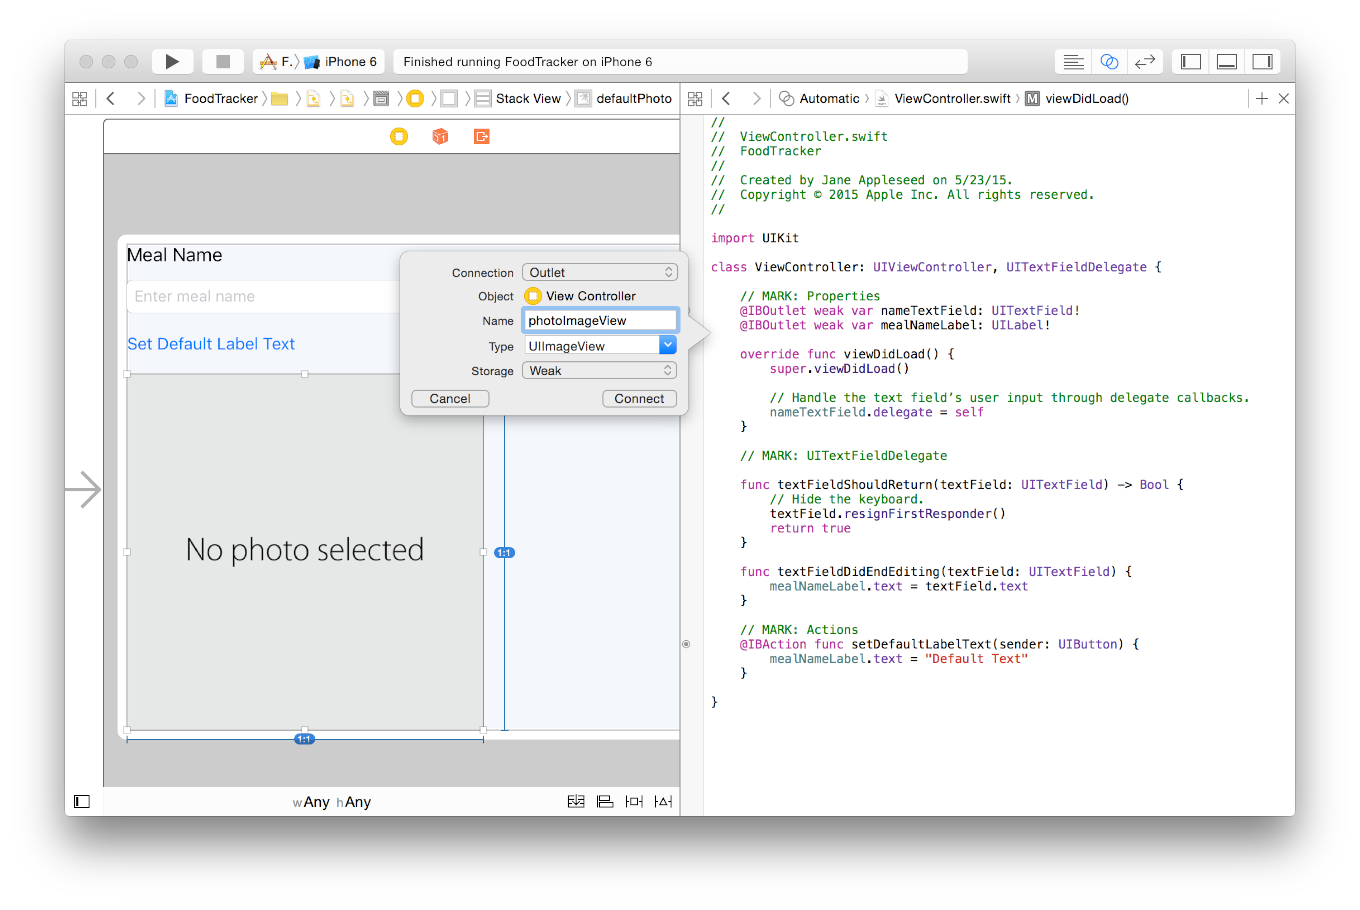 F. iPhone 6
Finished running FoodTracker on iPhone 6
FoodTracker Stack View defaultPhoto
Automatic ViewController.swift M viewDidLoad()
Meal Name
Enter meal name
Set Default Label Text
No photo selected
1:1
1:1
wAny hAny
Connection Outlet
Object View Controller
Name photoImageView
Type UIImageView
Storage Weak
Cancel Connect
//
// ViewController.swift
// FoodTracker
//
// Created by Jane Appleseed on 5/23/15.
// Copyright © 2015 Apple Inc. All rights reserved.
//
import UIKit
class ViewController: UIViewController, UITextFieldDelegate {
// MARK: Properties
@IBOutlet weak var nameTextField: UITextField!
@IBOutlet weak var mealNameLabel: UILabel!
override func viewDidLoad() {
super.viewDidLoad()
// Handle the text field’s user input through delegate callbacks.
nameTextField.delegate = self
}
// MARK: UITextFieldDelegate
func textFieldShouldReturn(textField: UITextField) -> Bool {
// Hide the keyboard.
textField.resignFirstResponder()
return true
}
func textFieldDidEndEditing(textField: UITextField) {
mealNameLabel.text = textField.text
}
// MARK: Actions
@IBAction func setDefaultLabelText(sender: UIButton) {
mealNameLabel.text = "Default Text"
}
}